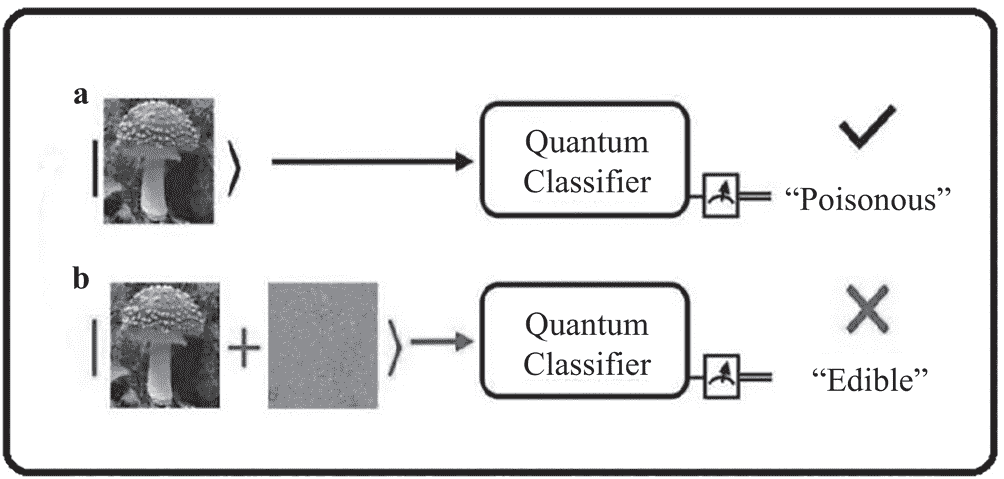 a
Quantum
Classifier
“Poisonous”
b
+
Quantum
Classifier
“Edible”